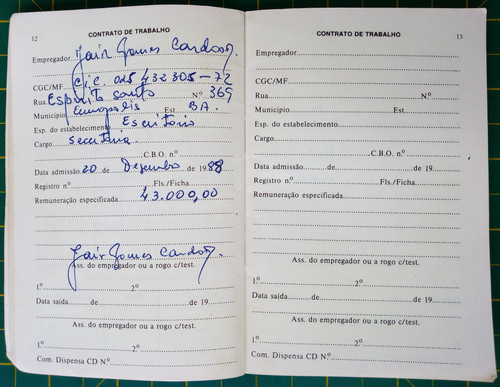 12
CONTRATO DE TRABALHO
Empregador Jair Gomes Cardoso.
CGC/MF c.i.c. 025 432 305-72
Rua Espirito Santo Nº 369
Município Eunapolis Est BA.
Esp. do estabelecimento Escritorio
Cargo Secretaria
C.B.O. nº
Data admissão 20 de Dezembro de 1988
Registro nº Fls./Ficha
Remuneração especificada 43.000,00
Jair Gomes Cardoso.
Ass. do empregador ou a rogo c/test.
1º 2º
Data saída de de 19
Ass. do empregador ou a rogo c/test.
1º 2º
Com. Dispensa CD Nº
CONTRATO DE TRABALHO
13
Empregador
CGC/MF
Rua Nº
Município Est.
Esp. do estabelecimento
Cargo
C.B.O. nº
Data admissão de de 19
Registro nº Fls./Ficha
Remuneração especificada
Ass. do empregador ou a rogo c/test.
1º 2º
Data saída de de 19
Ass. do empregador ou a rogo c/test.
1º 2º
Com. Dispensa CD Nº